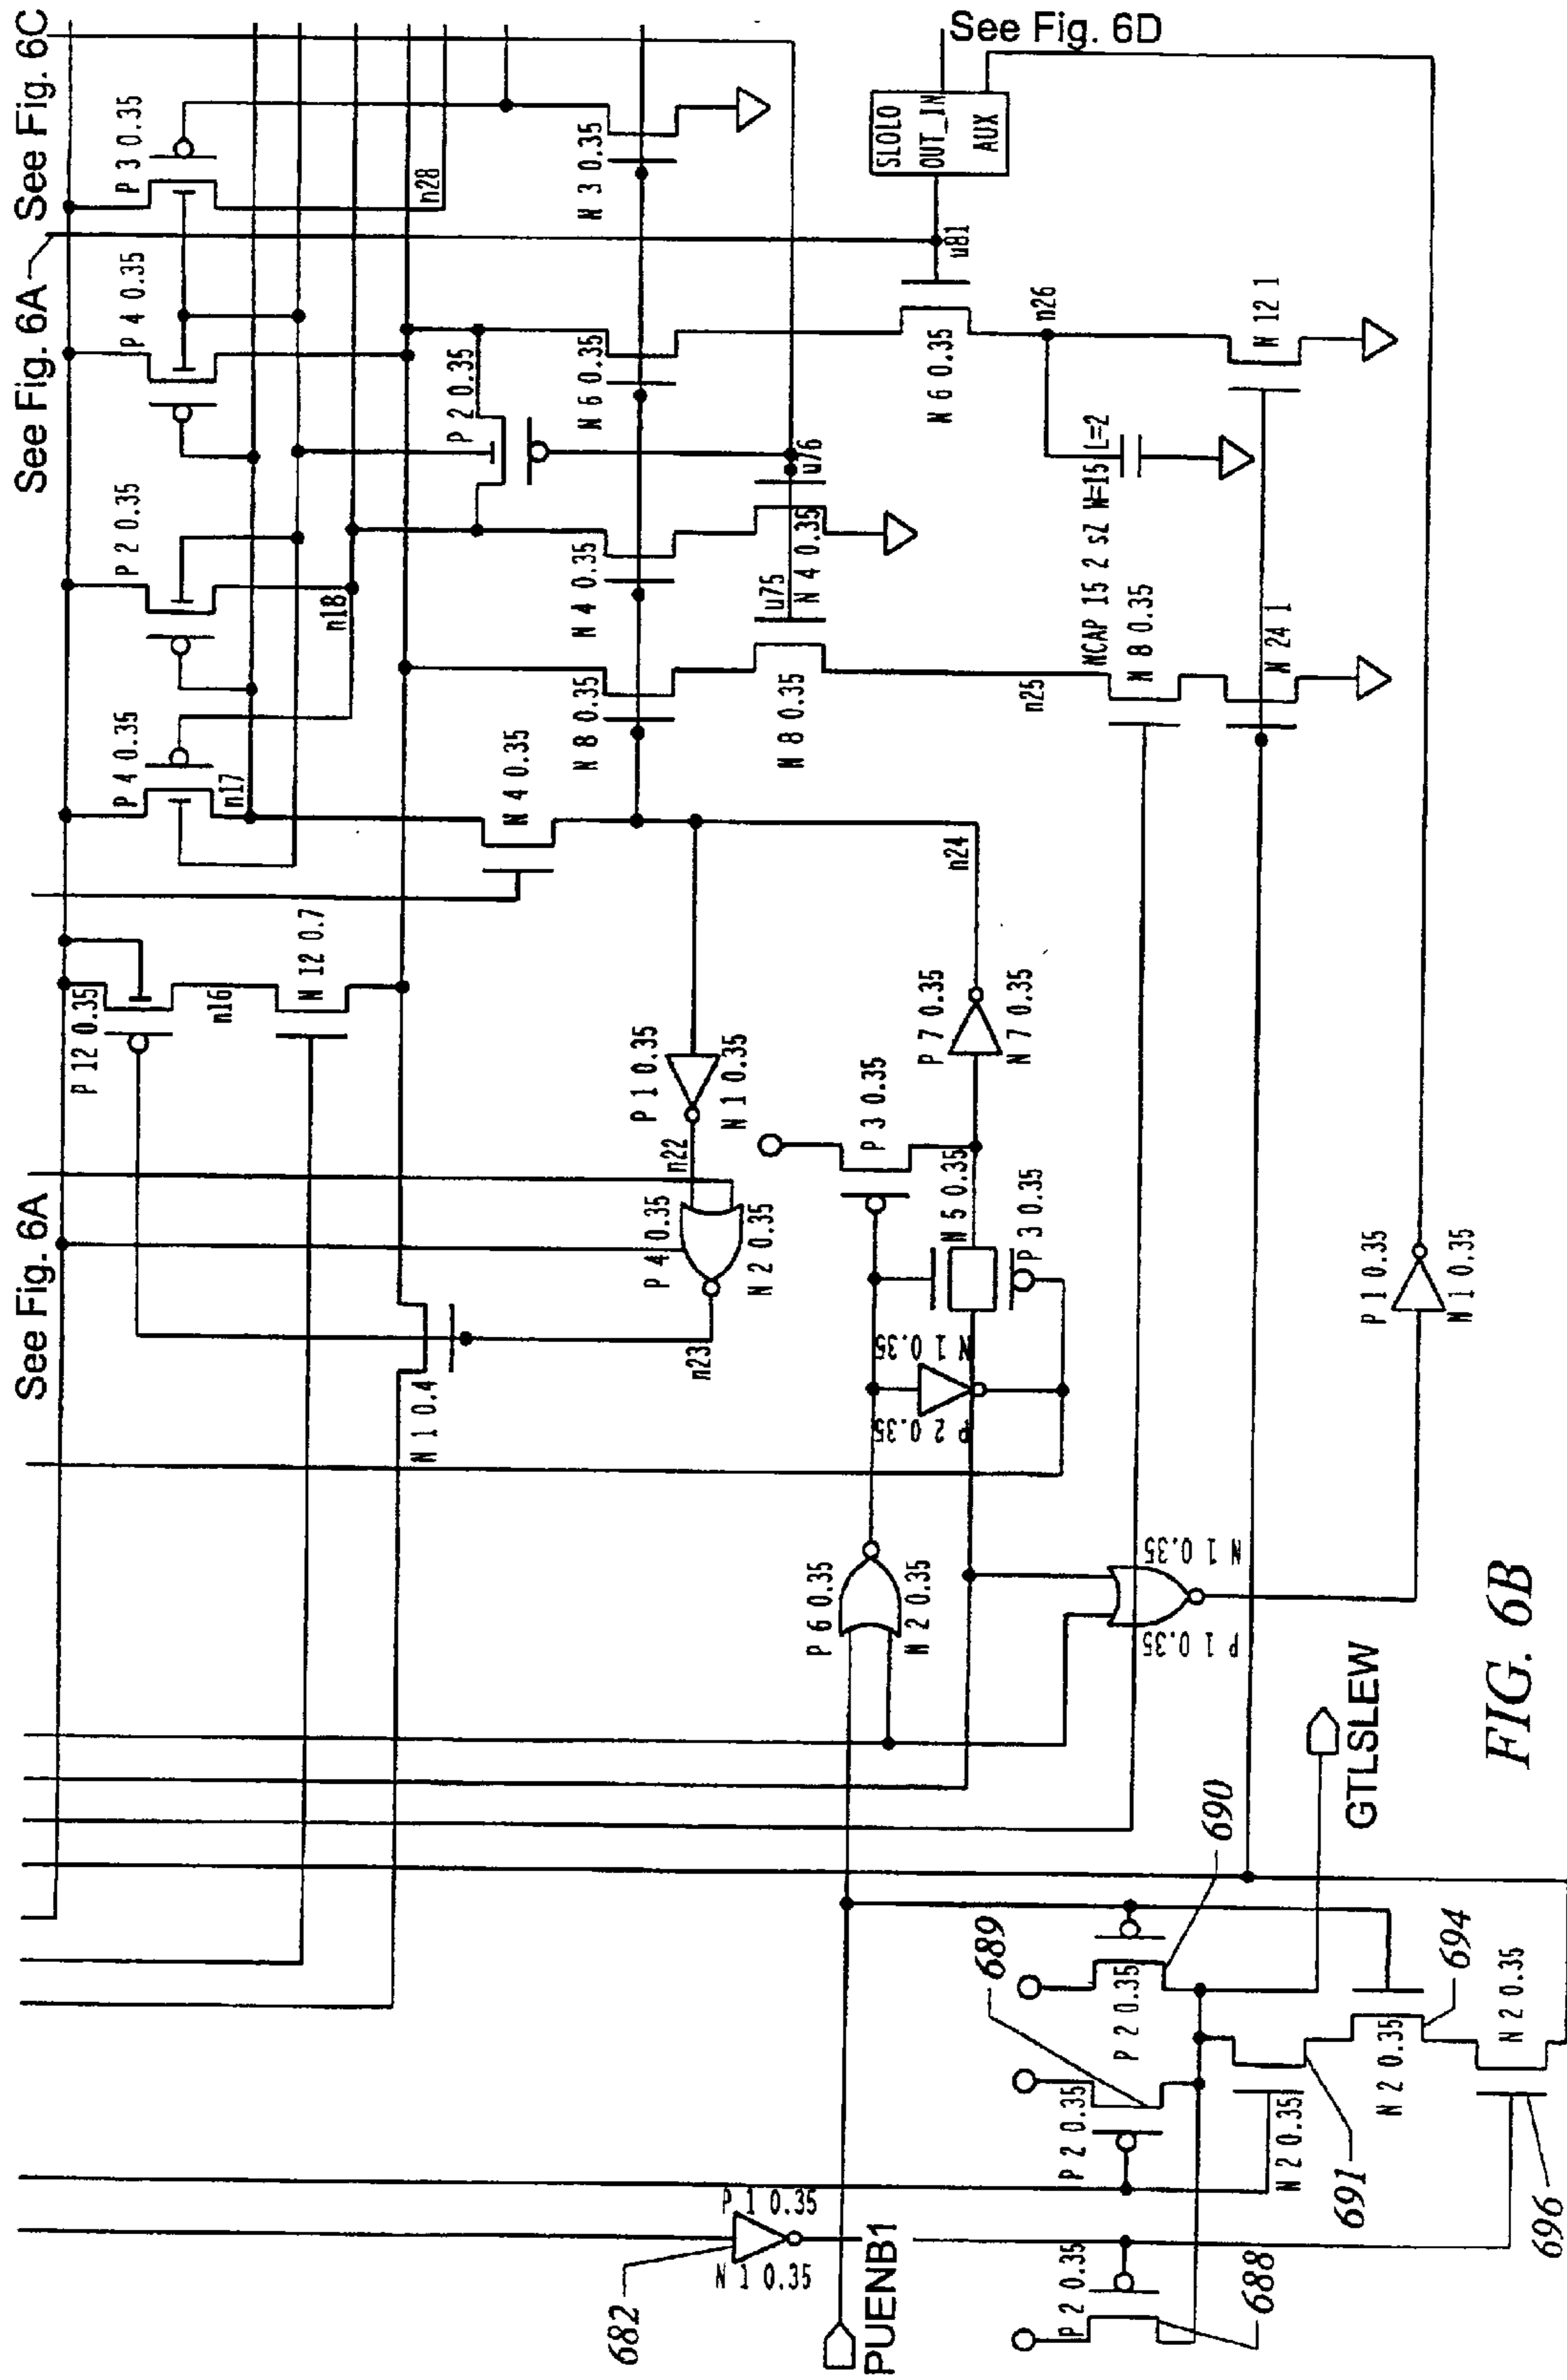 See Fig. 6A
See Fig. 6A
See Fig. 6C
P 12 0.35
n16
N 12 0.7
P 4 0.35
n17
P 2 0.35
n18
P 4 0.35
P 3 0.35
n28
N 1 0.4
n23
P 4 0.35
N 2 0.35
n22
P 1 0.35
N 1 0.35
N 4 0.35
P 2 0.35
N 8 0.35
N 4 0.35
N 6 0.35
N 3 0.35
P 6 0.35
N 2 0.35
P 2 0.35
N 1 0.35
N 5 0.35
P 3 0.35
P 3 0.35
P 7 0.35
N 7 0.35
n24
N 8 0.35
u75
N 4 0.35
u76
N 6 0.35
u81
SLOLO
OUT_IN
AUX
See Fig. 6D
n25
n26
NCAP 15 2 sZ W=15 L=2
N 8 0.35
N 24 1
N 12 1
P 1 0.35
N 1 0.35
P 1 0.35
N 1 0.35
682
P 1 0.35
N 1 0.35
PUENB1
P 2 0.35
688
P 2 0.35
689
P 2 0.35
690
N 2 0.35
691
N 2 0.35
694
N 2 0.35
696
GTLSLEW
FIG. 6B